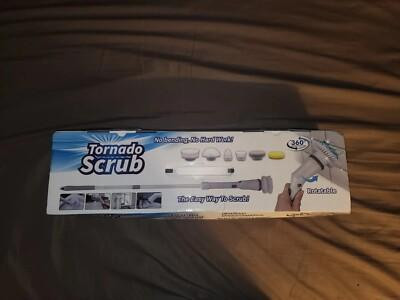 Tornado
Scrub
No bending, No Hard Work!
360°
Rotatable
The Easy Way To Scrub!